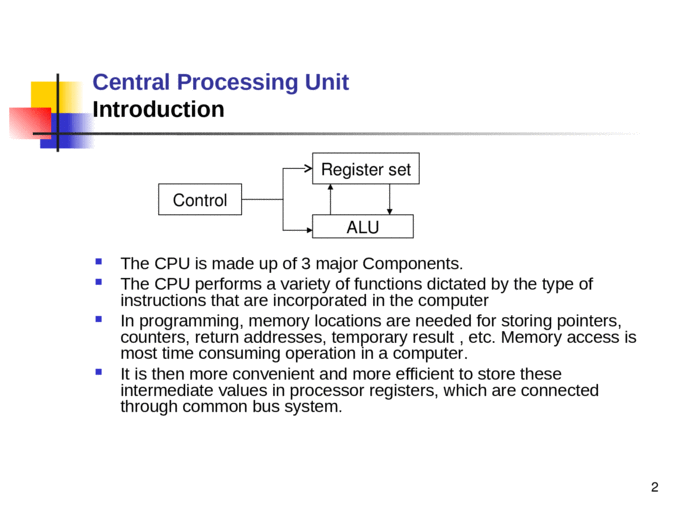 Central Processing Unit
Introduction
Register set
Control
ALU
The CPU is made up of 3 major Components.
The CPU performs a variety of functions dictated by the type of
instructions that are incorporated in the computer
In programming, memory locations are needed for storing pointers,
counters, return addresses, temporary result , etc. Memory access is
most time consuming operation in a computer.
It is then more convenient and more efficient to store these
intermediate values in processor registers, which are connected
through common bus system.
2